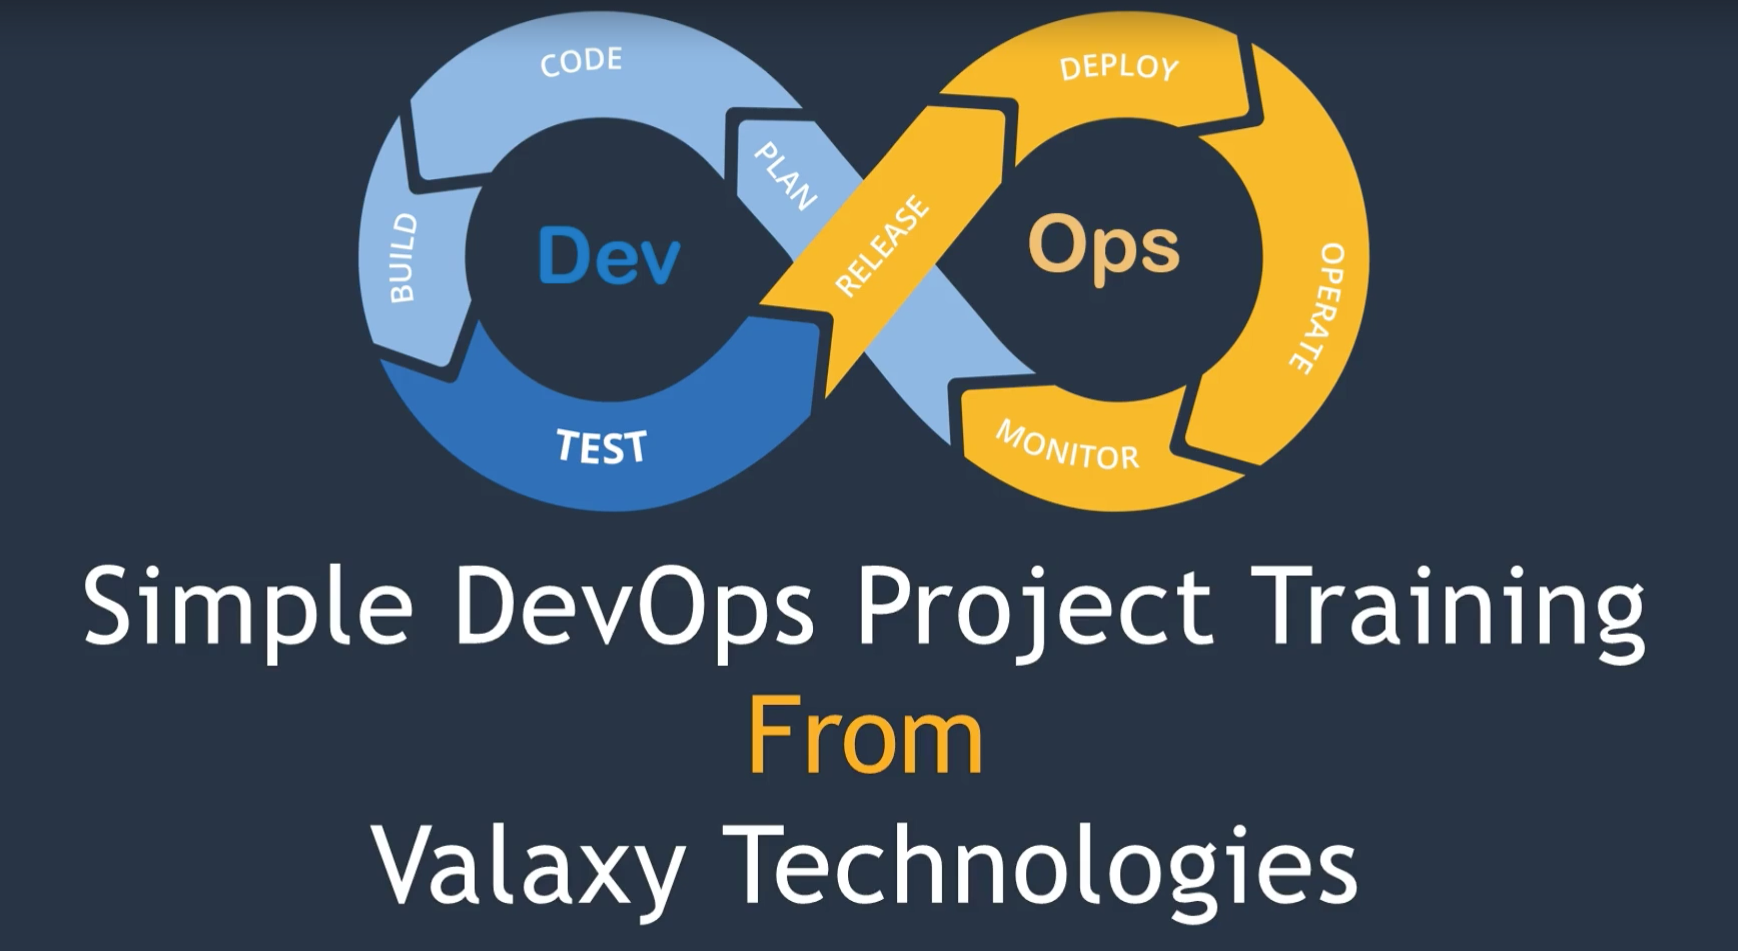 CODE
DEPLOY
PLAN
BUILD
Dev
RELEASE
Ops
OPERATE
TEST
MONITOR
Simple DevOps Project Training
From
Valaxy Technologies